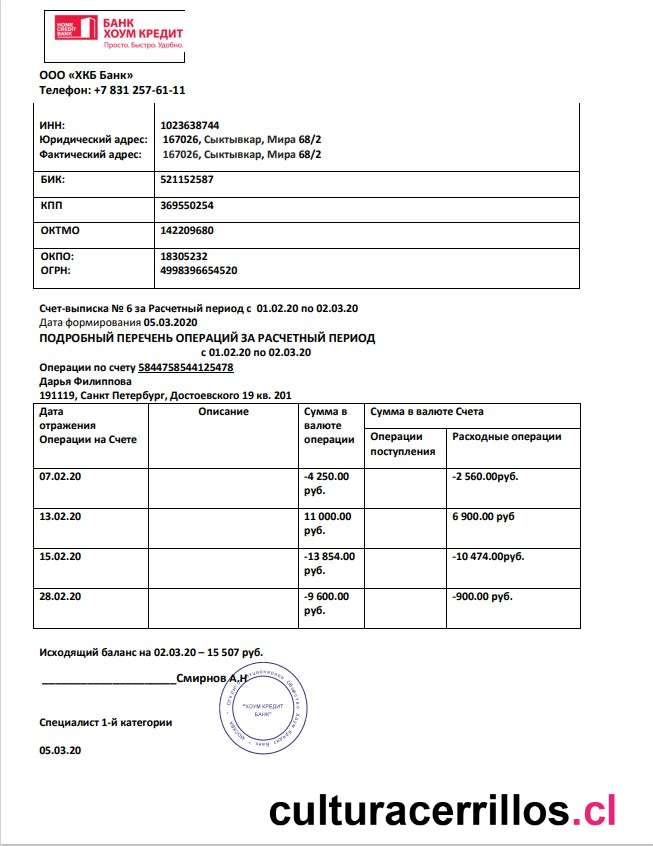 HOME CREDIT BANK
БАНК
ХОУМ КРЕДИТ
Просто. Быстро. Удобно.
ООО «ХКБ Банк»
Телефон: +7 831 257-61-11
ИНН: 1023638744
Юридический адрес: 167026, Сыктывкар, Мира 68/2
Фактический адрес: 167026, Сыктывкар, Мира 68/2
БИК: 521152587
КПП 369550254
ОКТМО 142209680
ОКПО: 18305232
ОГРН: 4998396654520
Счет-выписка № 6 за Расчетный период с 01.02.20 по 02.03.20
Дата формирования 05.03.2020
ПОДРОБНЫЙ ПЕРЕЧЕНЬ ОПЕРАЦИЙ ЗА РАСЧЕТНЫЙ ПЕРИОД
с 01.02.20 по 02.03.20
Операции по счету 5844758544125478
Дарья Филиппова
191119, Санкт Петербург, Достоевского 19 кв. 201
Дата отражения Операции на Счете Описание Сумма в валюте операции Сумма в валюте Счета
Операции поступления Расходные операции
07.02.20 -4 250.00 руб. -2 560.00руб.
13.02.20 11 000.00 руб. 6 900.00 руб
15.02.20 -13 854.00 руб. -10 474.00руб.
28.02.20 -9 600.00 руб. -900.00 руб.
Исходящий баланс на 02.03.20 – 15 507 руб.
____________________Смирнов А.Н
"ХОУМ КРЕДИТ
БАНК"
Специалист 1-й категории
05.03.20
culturacerrillos.cl